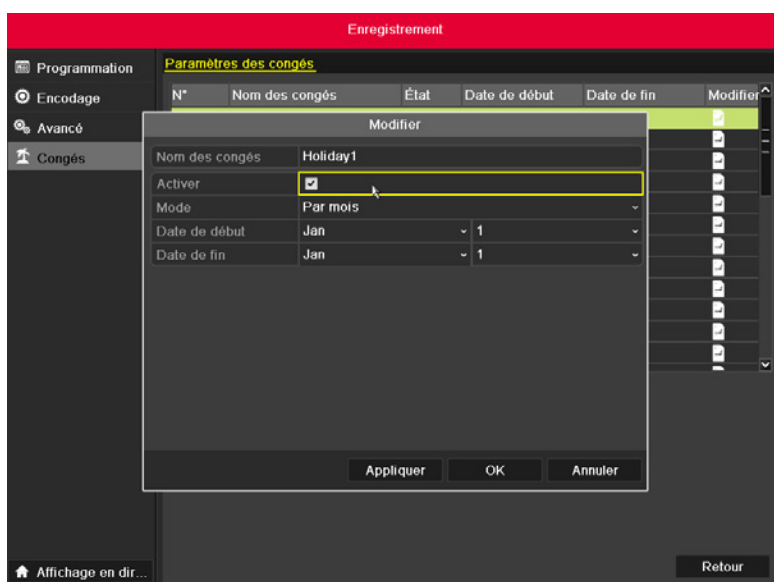 Enregistrement
Programmation
Encodage
Avancé
Congés
Affichage en dir...
Paramètres des congés
N° Nom des congés État Date de début Date de fin Modifier
Modifier
Nom des congés Holiday1
Activer
Mode Par mois
Date de début Jan 1
Date de fin Jan 1
Appliquer OK Annuler
Retour